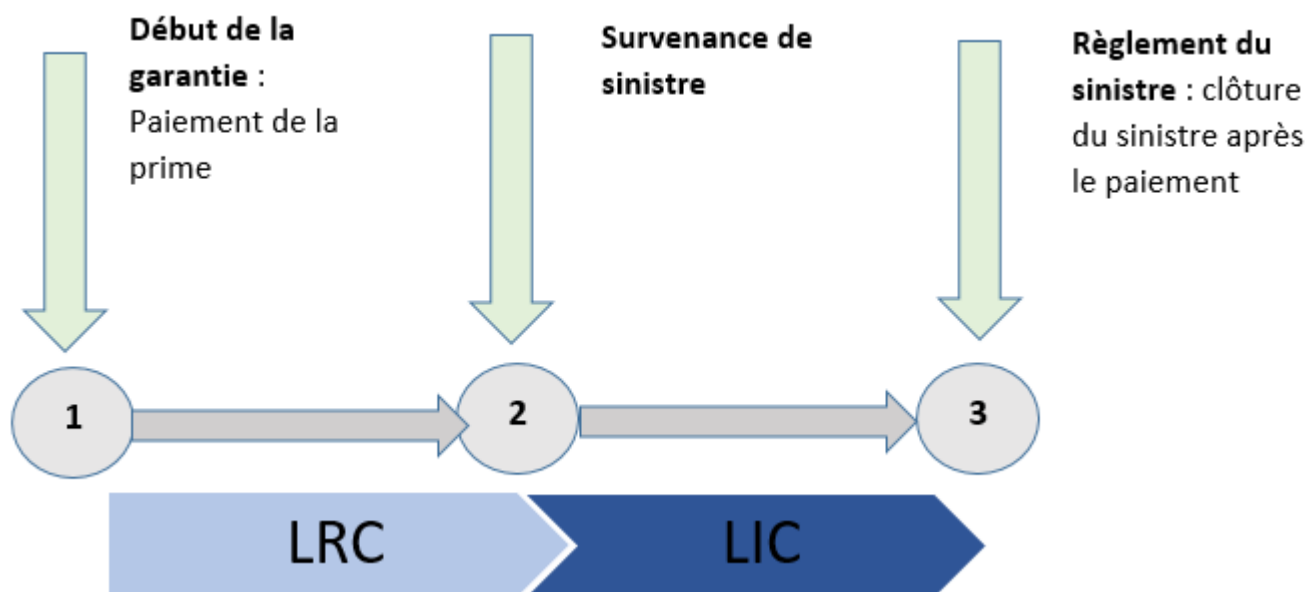 Début de la
garantie :
Paiement de la
prime
Survenance de
sinistre
Règlement du
sinistre : clôture
du sinistre après
le paiement
1
2
3
LRC
LIC